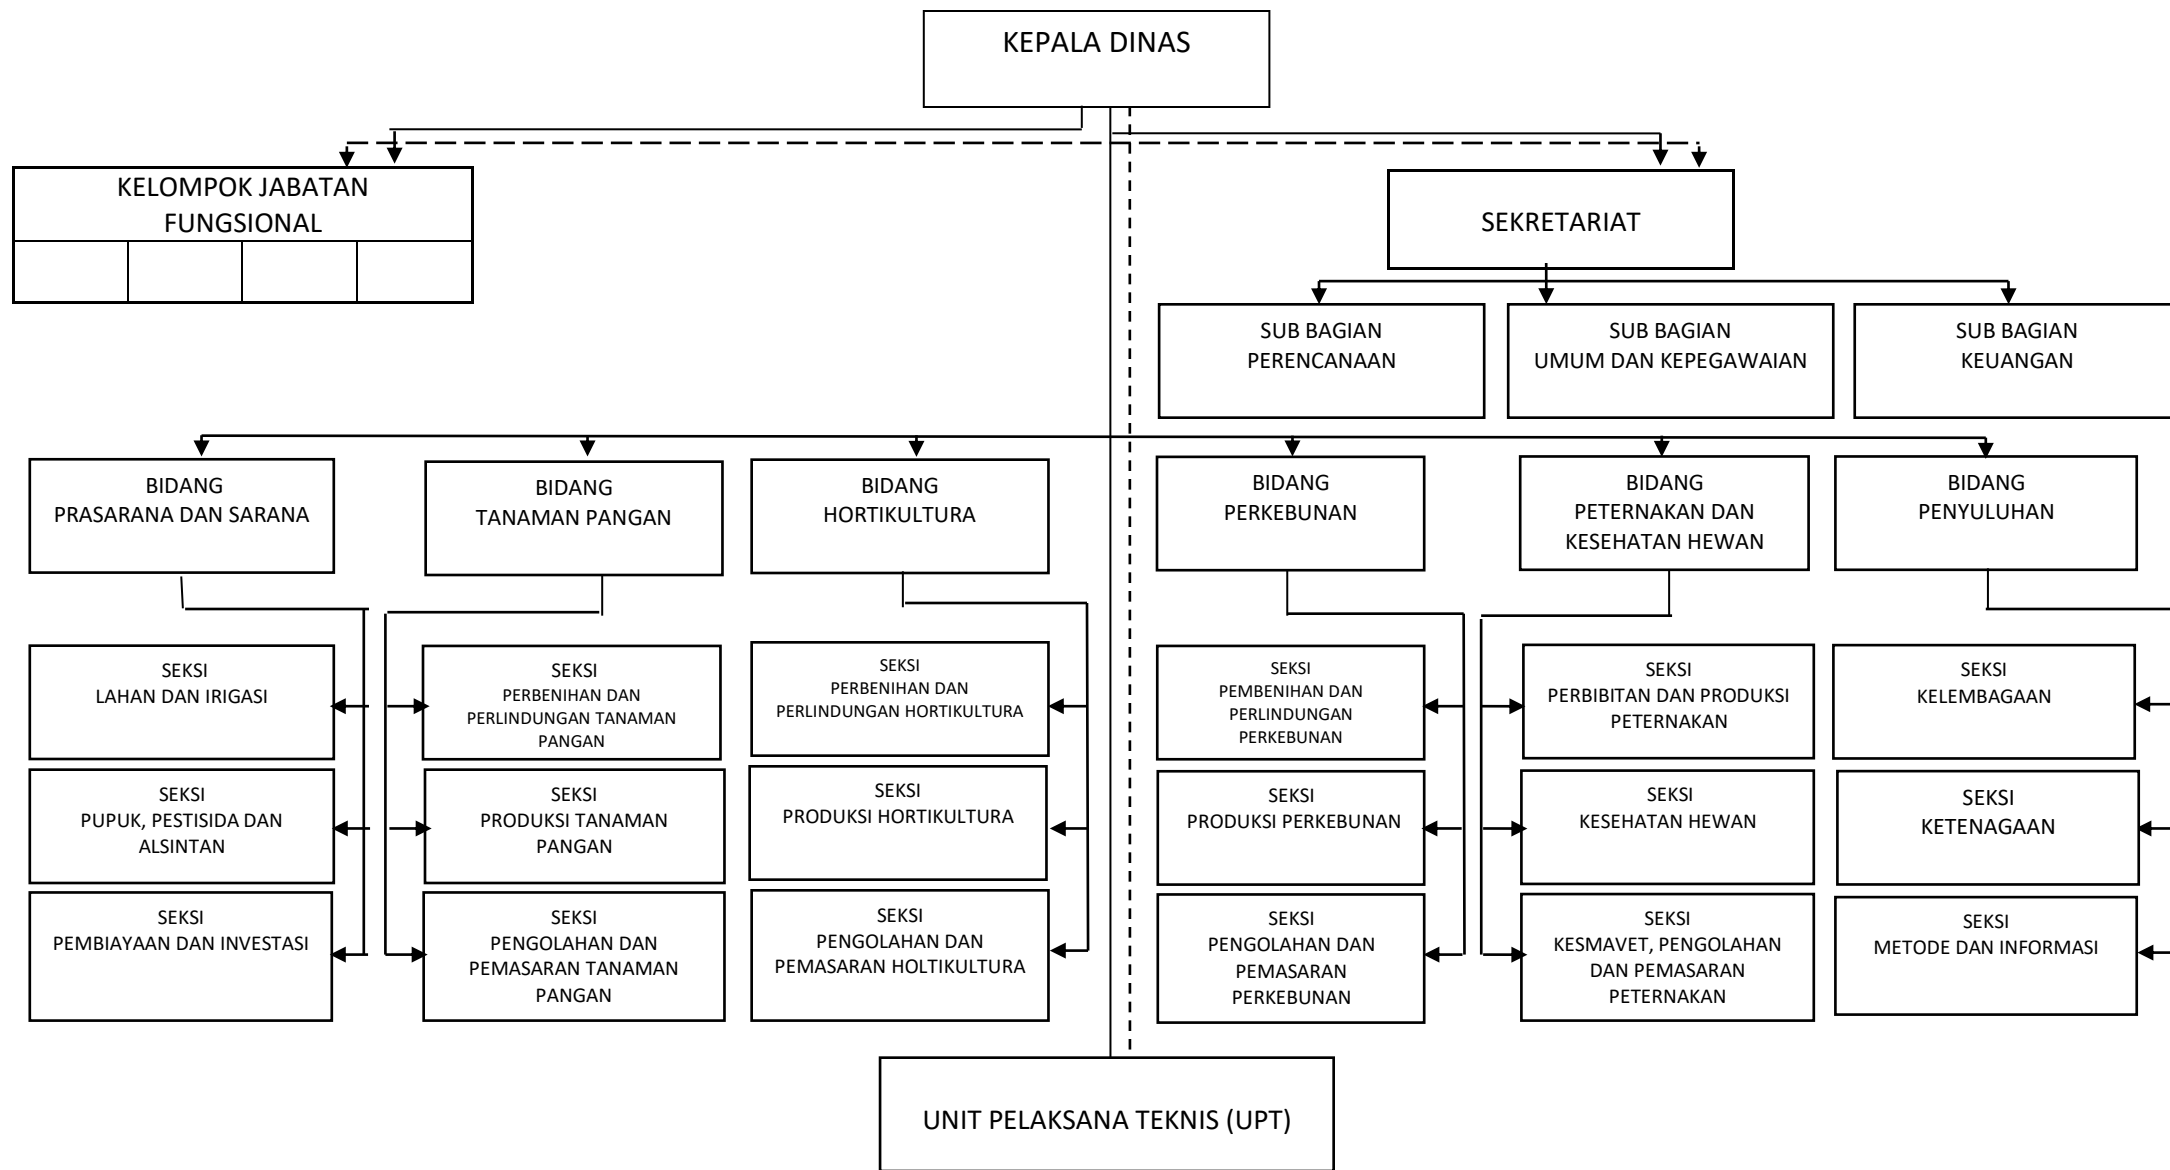 KEPALA DINAS
KELOMPOK JABATAN
FUNGSIONAL
SEKRETARIAT
SUB BAGIAN
PERENCANAAN
SUB BAGIAN
UMUM DAN KEPEGAWAIAN
SUB BAGIAN
KEUANGAN
BIDANG
PRASARANA DAN SARANA
BIDANG
TANAMAN PANGAN
BIDANG
HORTIKULTURA
BIDANG
PERKEBUNAN
BIDANG
PETERNAKAN DAN
KESEHATAN HEWAN
BIDANG
PENYULUHAN
SEKSI
LAHAN DAN IRIGASI
SEKSI
PERBENIHAN DAN
PERLINDUNGAN TANAMAN
PANGAN
SEKSI
PERBENIHAN DAN
PERLINDUNGAN HORTIKULTURA
SEKSI
PEMBENIHAN DAN
PERLINDUNGAN
PERKEBUNAN
SEKSI
PERBIBITAN DAN PRODUKSI
PETERNAKAN
SEKSI
KELEMBAGAAN
SEKSI
PUPUK, PESTISIDA DAN
ALSINTAN
SEKSI
PRODUKSI TANAMAN
PANGAN
SEKSI
PRODUKSI HORTIKULTURA
SEKSI
PRODUKSI PERKEBUNAN
SEKSI
KESEHATAN HEWAN
SEKSI
KETENAGAAN
SEKSI
PEMBIAYAAN DAN INVESTASI
SEKSI
PENGOLAHAN DAN
PEMASARAN TANAMAN
PANGAN
SEKSI
PENGOLAHAN DAN
PEMASARAN HOLTIKULTURA
SEKSI
PENGOLAHAN DAN
PEMASARAN
PERKEBUNAN
SEKSI
KESMAVET, PENGOLAHAN
DAN PEMASARAN
PETERNAKAN
SEKSI
METODE DAN INFORMASI
UNIT PELAKSANA TEKNIS (UPT)